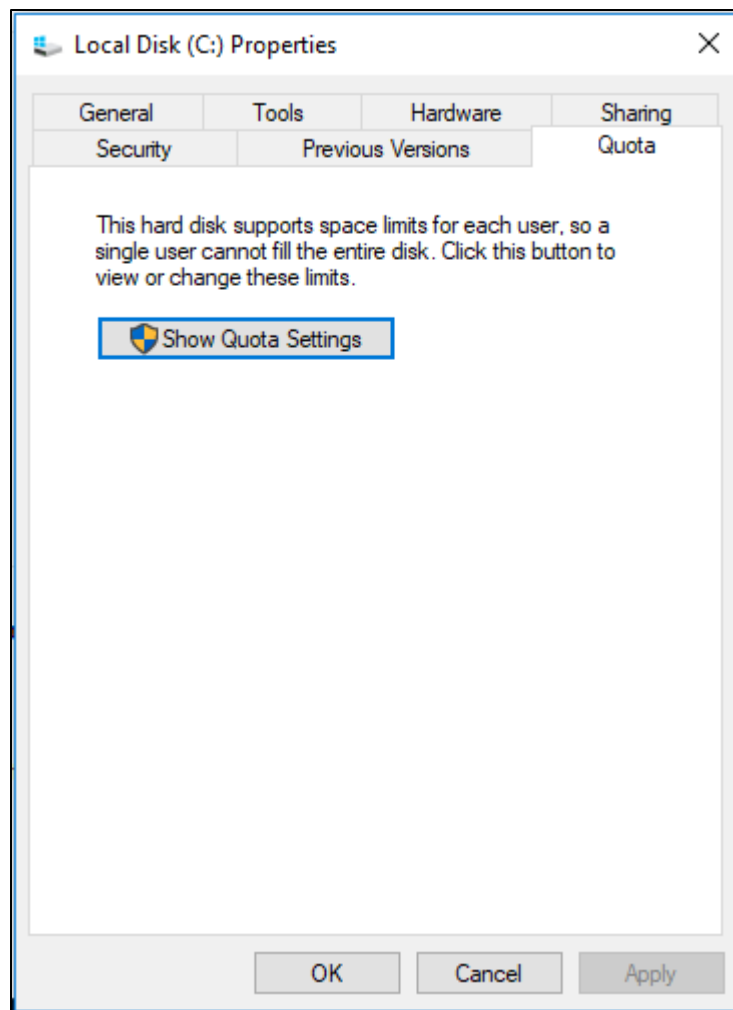 Local Disk (C:) Properties
General Tools Hardware Sharing
Security Previous Versions Quota
This hard disk supports space limits for each user, so a
single user cannot fill the entire disk. Click this button to
view or change these limits.
Show Quota Settings
OK Cancel Apply